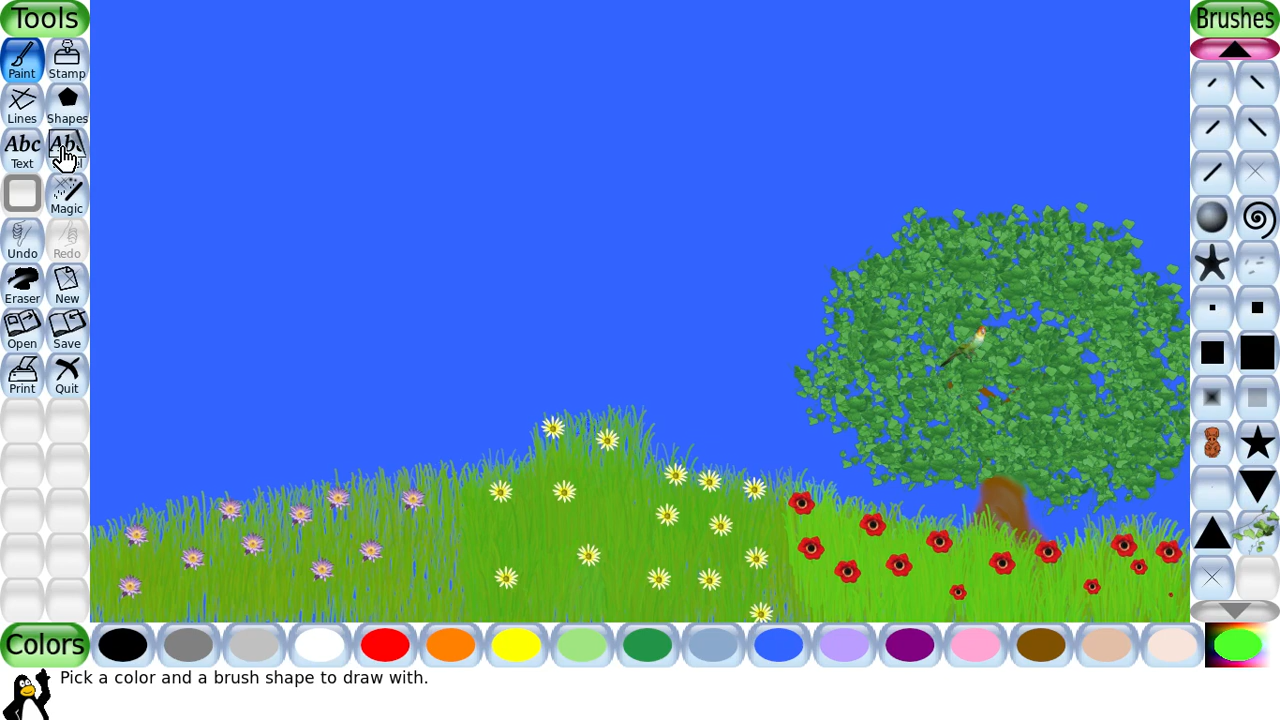 Tools
Brushes
Paint
Stamp
Lines
Shapes
Abc
Text
Abc
Magic
Undo
Redo
Eraser
New
Open
Save
Print
Quit
Colors
Pick a color and a brush shape to draw with.